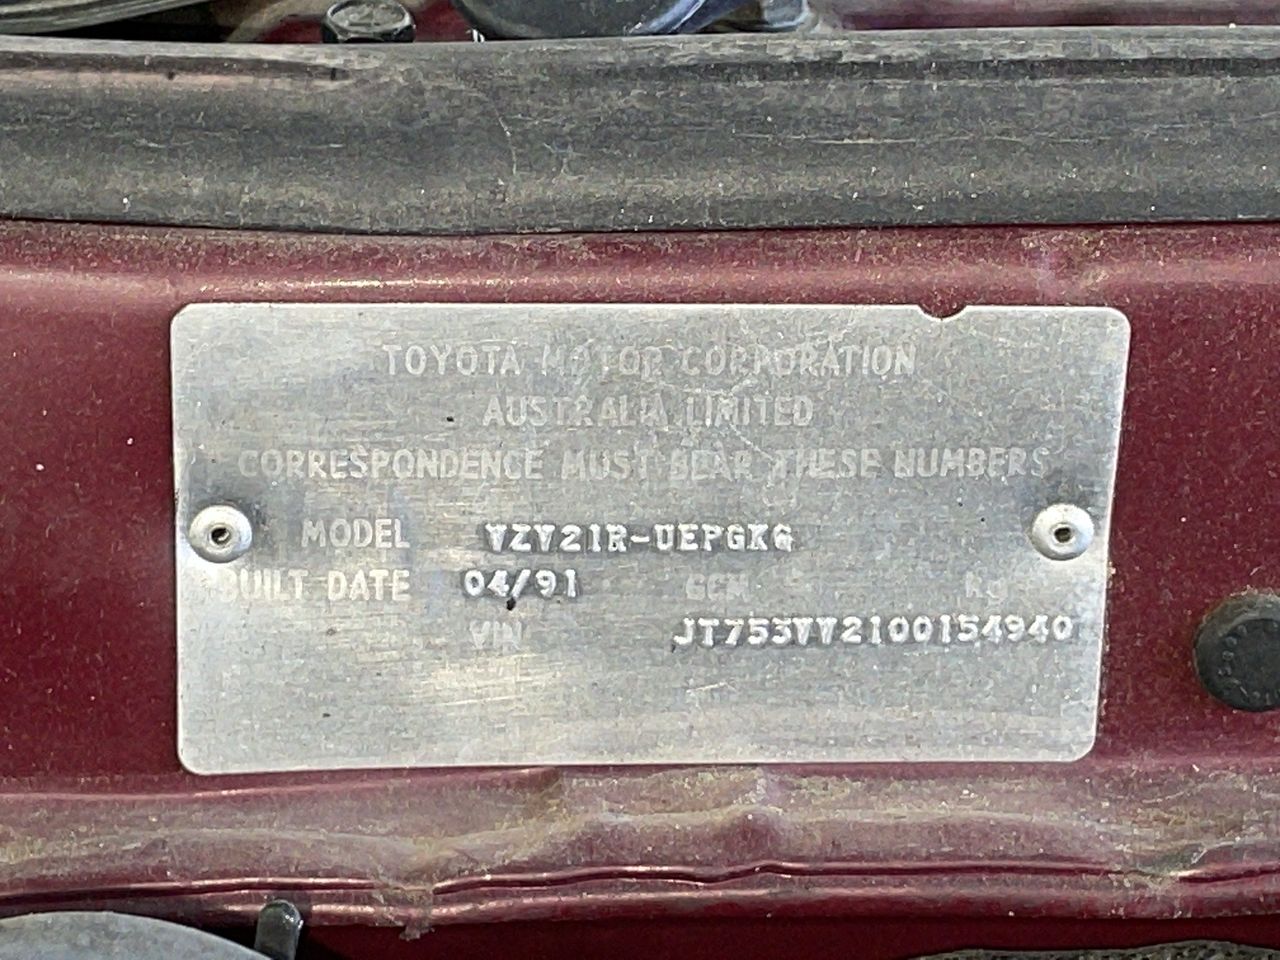 TOYOTA MOTOR CORPORATION
AUSTRALIA LIMITED
CORRESPONDENCE MUST BEAR THESE NUMBERS
MODEL VZV21R-UEPGKG
BUILT DATE 04/91 GCM Kg
VIN JT753VV2100154940